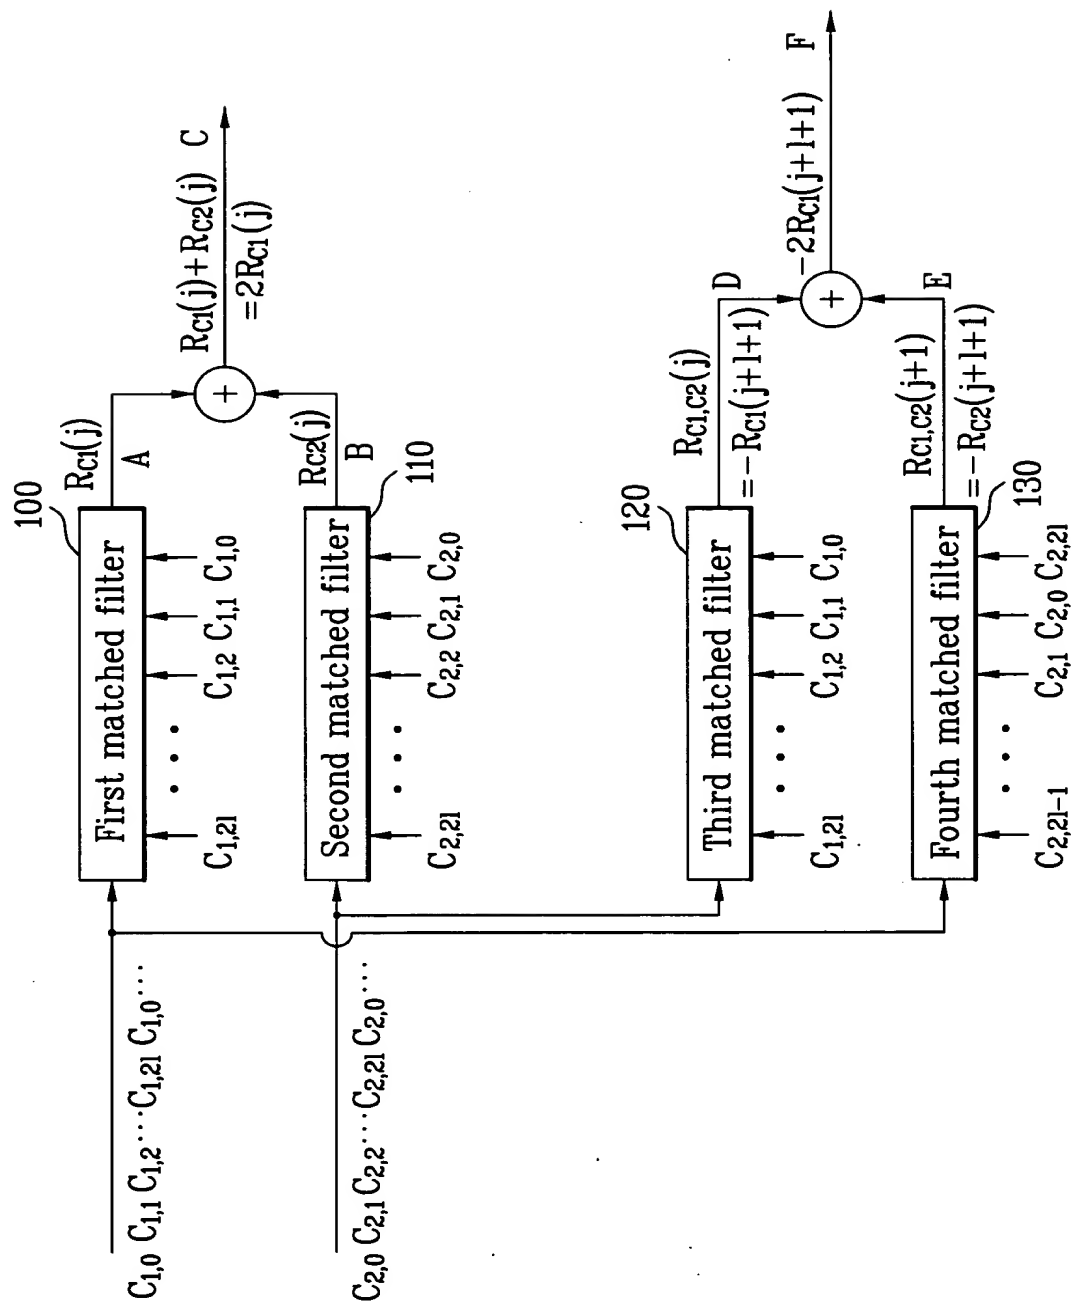 C1,0 C1,1 C1,2 ··· C1,2l C1,0 ···
100
First matched filter
C1,2l ··· C1,2 C1,1 C1,0
RC1(j)
A
RC1(j)+RC2(j) C
=2RC1(j)
C2,0 C2,1 C2,2 ··· C2,2l C2,0 ···
Second matched filter
110
C2,2l ··· C2,2 C2,1 C2,0
RC2(j)
B
+
120
Third matched filter
C1,2l ··· C1,2 C1,1 C1,0
RC1,C2(j) D
=-RC1(j+l+1)
-2RC1(j+l+1) F
+
Fourth matched filter
130
C2,2l-1 ··· C2,1 C2,0 C2,2l
RC1,C2(j+1) E
=-RC2(j+l+1)